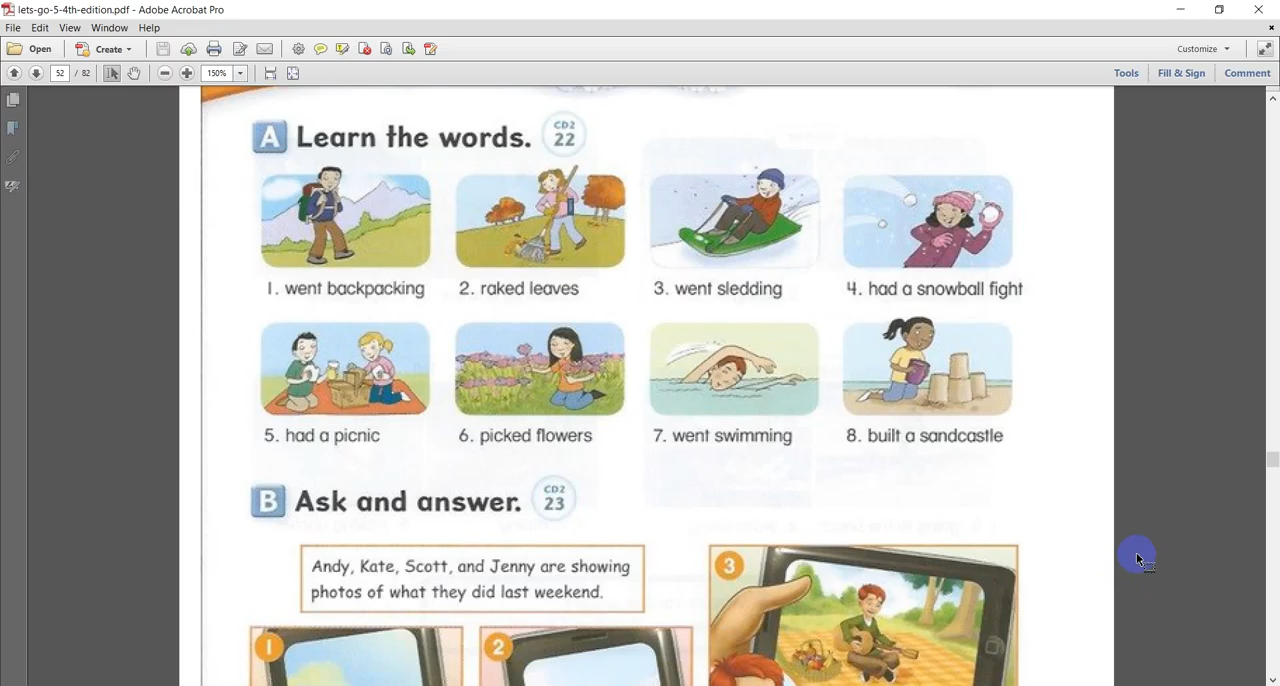 lets-go-5-4th-edition.pdf - Adobe Acrobat Pro
File Edit View Window Help
Open Create Customize
52 / 82 150% Tools Fill & Sign Comment
A Learn the words. CD2 22
1. went backpacking 2. raked leaves 3. went sledding 4. had a snowball fight
5. had a picnic 6. picked flowers 7. went swimming 8. built a sandcastle
B Ask and answer. CD2 23
Andy, Kate, Scott, and Jenny are showing
photos of what they did last weekend.
3
1 2